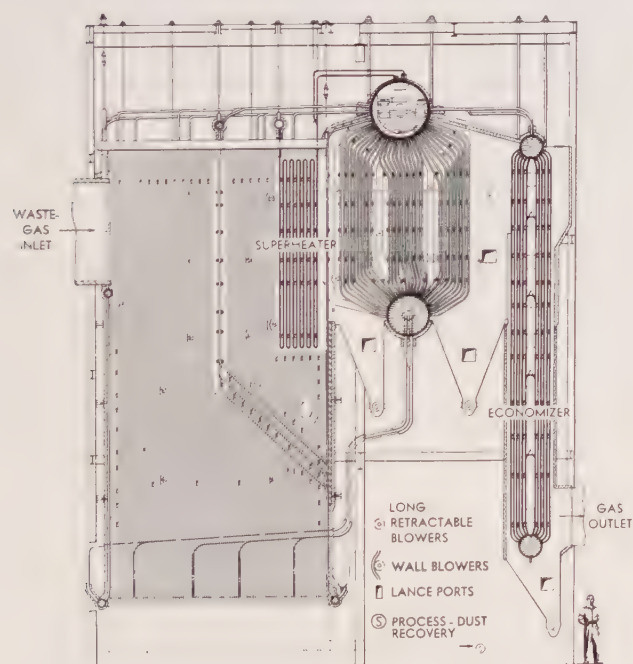 WASTE-
GAS
INLET
SUPERHEATER
ECONOMIZER
LONG
RETRACTABLE
BLOWERS
WALL BLOWERS
LANCE PORTS
S PROCESS-DUST
RECOVERY
GAS
OUTLET